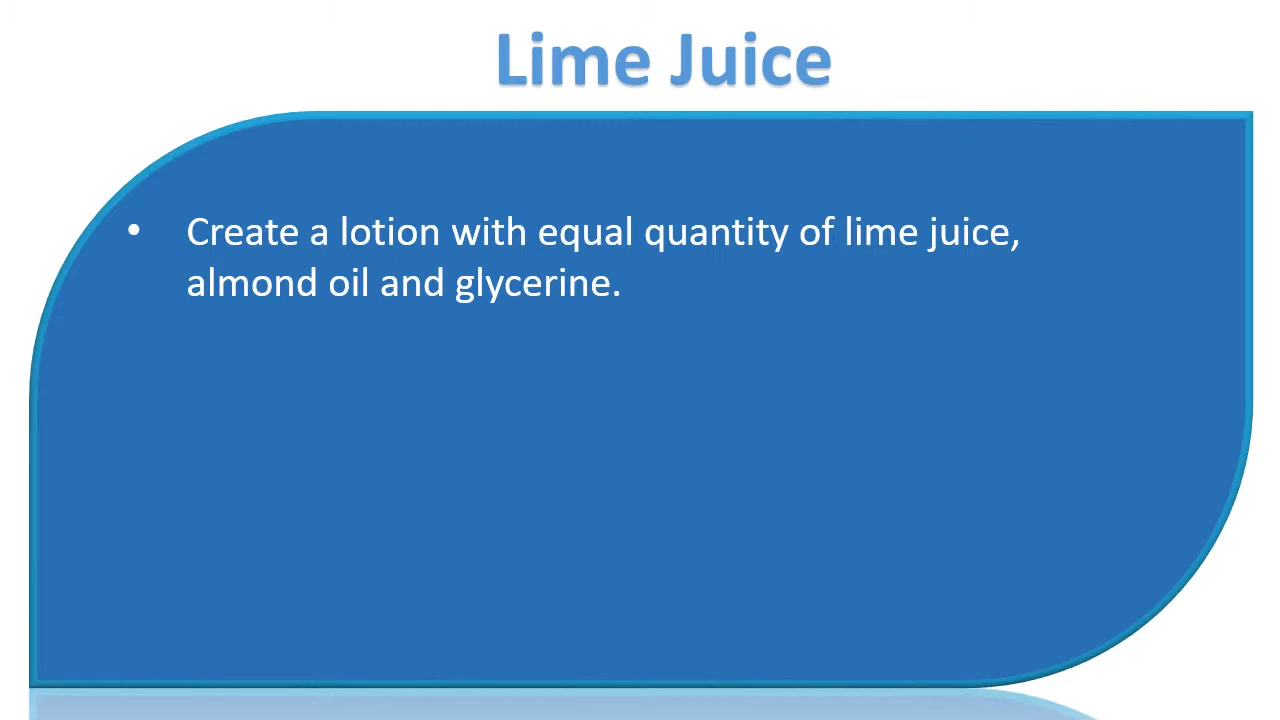 Lime Juice
• Create a lotion with equal quantity of lime juice,
almond oil and glycerine.